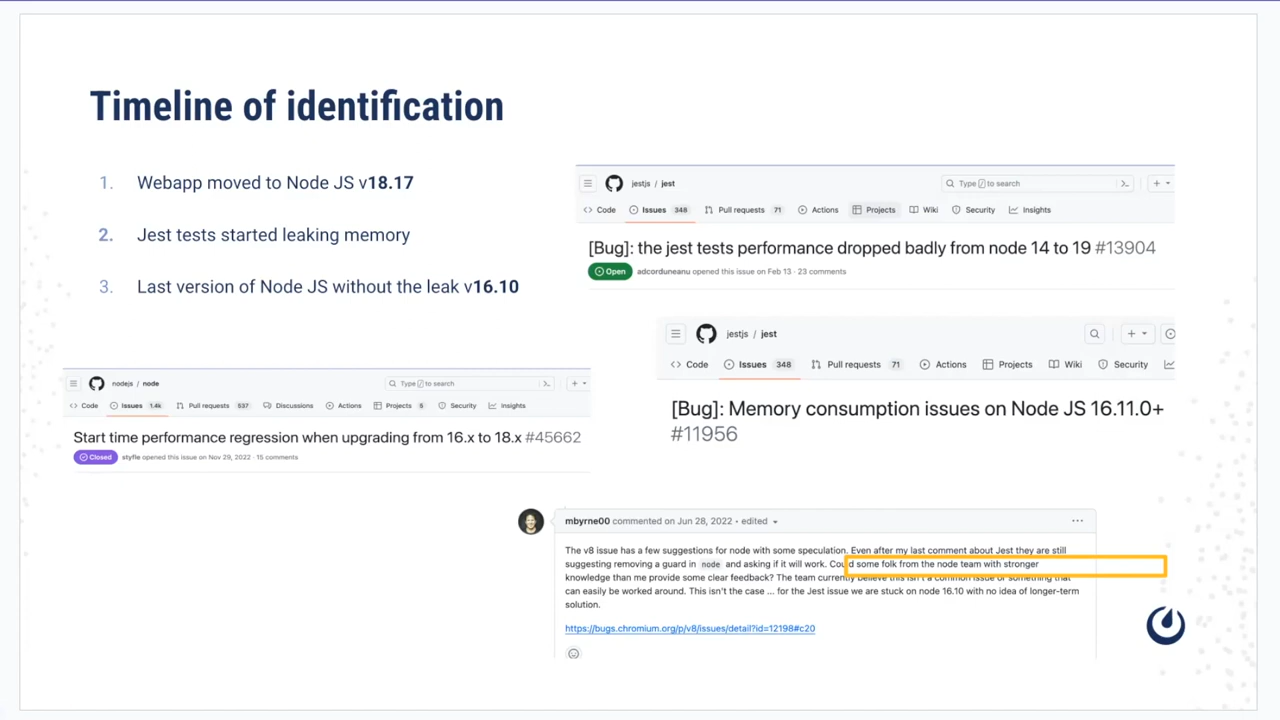 Timeline of identification
1. Webapp moved to Node JS v18.17
2. Jest tests started leaking memory
3. Last version of Node JS without the leak v16.10
jestjs / jest
Type / to search
Code Issues 348 Pull requests 71 Actions Projects Wiki Security Insights
[Bug]: the jest tests performance dropped badly from node 14 to 19 #13904
Open adcorduneanu opened this issue on Feb 13 · 23 comments
jestjs / jest
Code Issues 348 Pull requests 71 Actions Projects Wiki Security
[Bug]: Memory consumption issues on Node JS 16.11.0+
#11956
nodejs / node
Type / to search
Code Issues 1.4k Pull requests 537 Discussions Actions Projects 5 Security Insights
Start time performance regression when upgrading from 16.x to 18.x #45662
Closed styfle opened this issue on Nov 29, 2022 · 15 comments
mbyrne00 commented on Jun 28, 2022 • edited
The v8 issue has a few suggestions for node with some speculation. Even after my last comment about Jest they are still
suggesting removing a guard in node and asking if it will work. Could some folk from the node team with stronger
knowledge than me provide some clear feedback? The team currently believe this isn't a common issue or something that
can easily be worked around. This isn't the case ... for the Jest issue we are stuck on node 16.10 with no idea of longer-term
solution.
https://bugs.chromium.org/p/v8/issues/detail?id=12198#c20